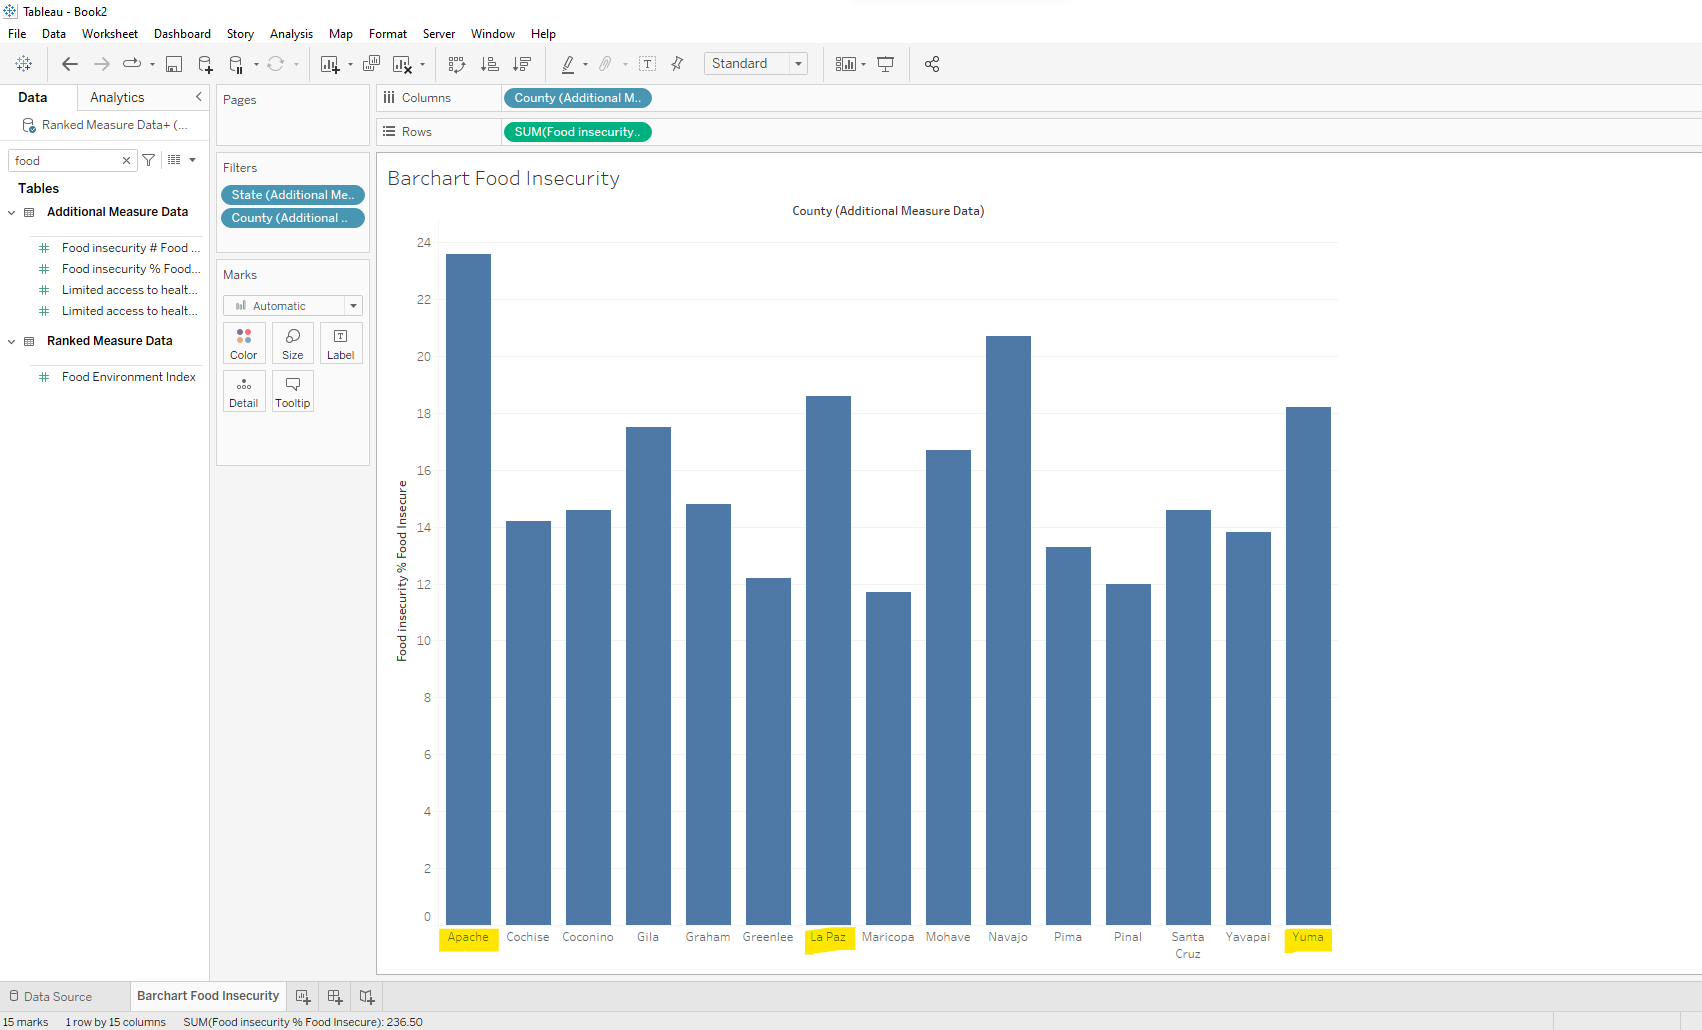 Tableau - Book2
File Data Worksheet Dashboard Story Analysis Map Format Server Window Help
Standard
Data Analytics
Ranked Measure Data+ (...
food
Tables
Additional Measure Data
Food insecurity # Food ...
Food insecurity % Food...
Limited access to healt...
Limited access to healt...
Ranked Measure Data
Food Environment Index
Pages
Filters
State (Additional Me..
County (Additional ..
Marks
Automatic
Color Size Label
Detail Tooltip
Columns County (Additional M..
Rows SUM(Food insecurity..
Barchart Food Insecurity
County (Additional Measure Data)
24
22
20
18
16
14
12
10
8
6
4
2
0
Food insecurity % Food Insecure
Apache Cochise Coconino Gila Graham Greenlee La Paz Maricopa Mohave Navajo Pima Pinal Santa Cruz Yavapai Yuma
Data Source Barchart Food Insecurity
15 marks 1 row by 15 columns SUM(Food insecurity % Food Insecure): 236.50